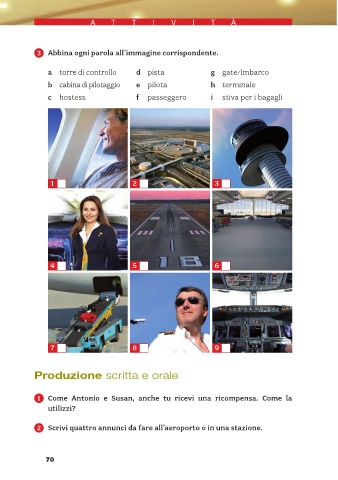 ATTIVITÀ
3 Abbina ogni parola all'immagine corrispondente.
a torre di controllo d pista g gate/imbarco
b cabina di pilotaggio e pilota h terminale
c hostess f passeggero i stiva per i bagagli
1 2 3
4 5 6
18
7 8 9
Produzione scritta e orale
1 Come Antonio e Susan, anche tu ricevi una ricompensa. Come la
utilizzi?
2 Scrivi quattro annunci da fare all'aeroporto o in una stazione.
70